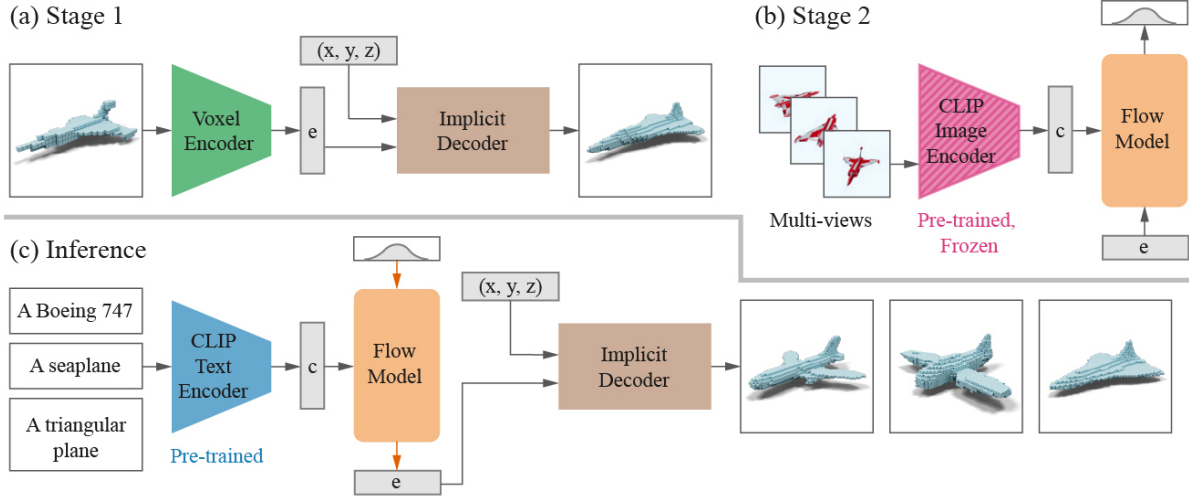 (a) Stage 1
(x, y, z)
Voxel
Encoder
e
Implicit
Decoder
(b) Stage 2
Multi-views
CLIP
Image
Encoder
Pre-trained,
Frozen
c
Flow
Model
e
(c) Inference
A Boeing 747
A seaplane
A triangular
plane
CLIP
Text
Encoder
Pre-trained
c
Flow
Model
e
(x, y, z)
Implicit
Decoder